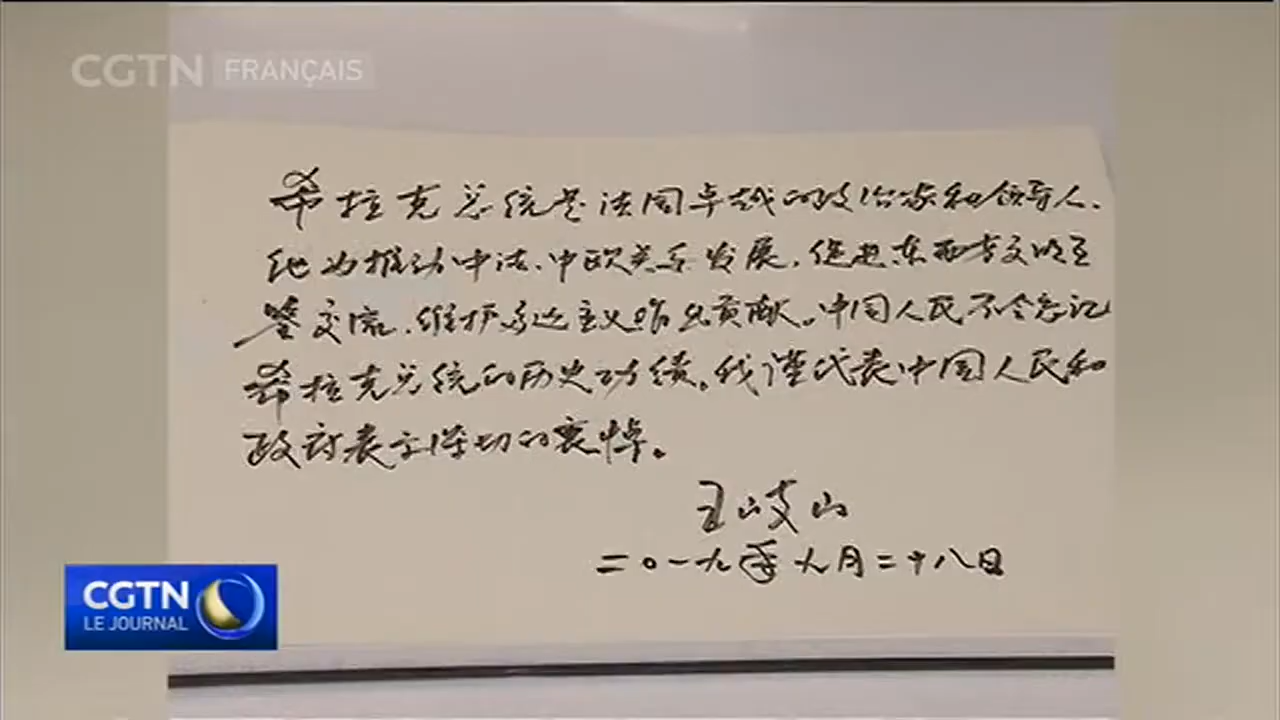 CGTN FRANÇAIS
希拉克总统是法国卓越的政治家和领导人,
他为推动中法、中欧关系发展,促进东西方文明互
鉴交流,维护多边主义作出贡献。中国人民不会忘记
希拉克总统的历史功绩。我谨代表中国人民和
政府表示深切的哀悼。
王岐山
二〇一九年九月二十八日
CGTN
LE JOURNAL